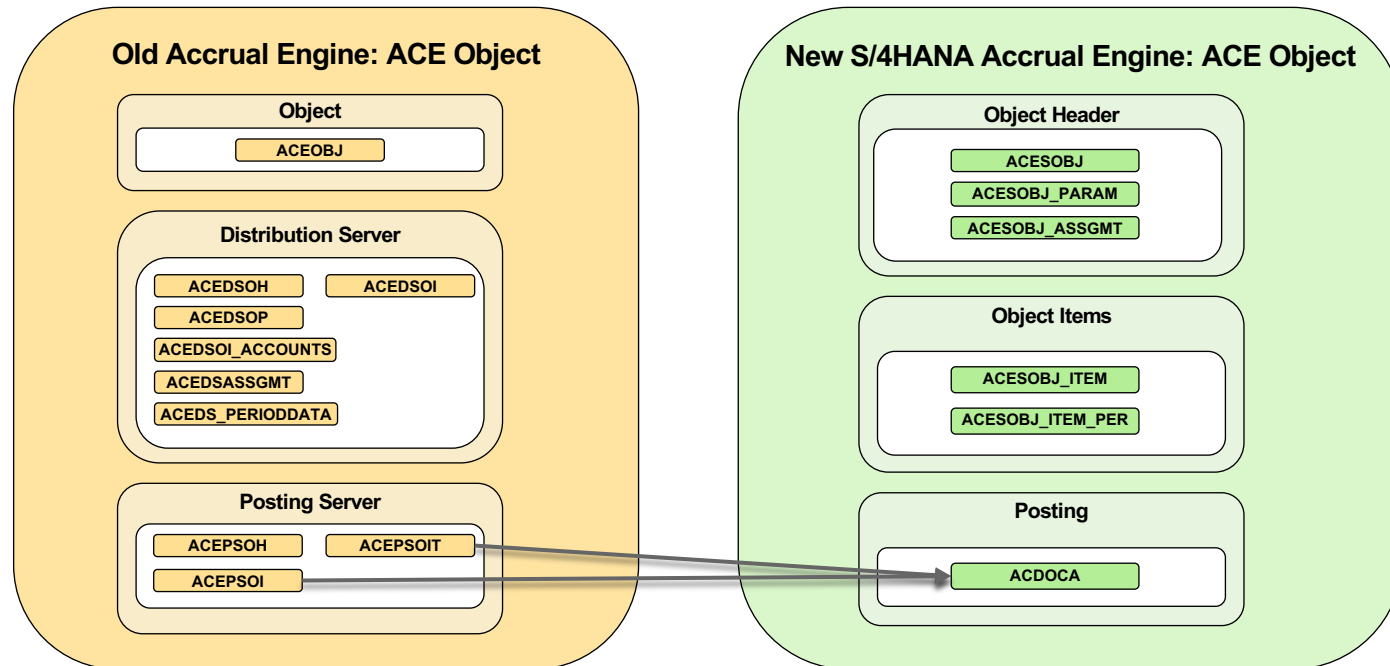 Old Accrual Engine: ACE Object
Object
ACEOBJ
Distribution Server
ACEDSOH
ACEDSOI
ACEDSOP
ACEDSOI_ACCOUNTS
ACEDSASSGMT
ACEDS_PERIODDATA
Posting Server
ACEPSOH
ACEPSOIT
ACEPSOI
New S/4HANA Accrual Engine: ACE Object
Object Header
ACESOBJ
ACESOBJ_PARAM
ACESOBJ_ASSGMT
Object Items
ACESOBJ_ITEM
ACESOBJ_ITEM_PER
Posting
ACDOCA